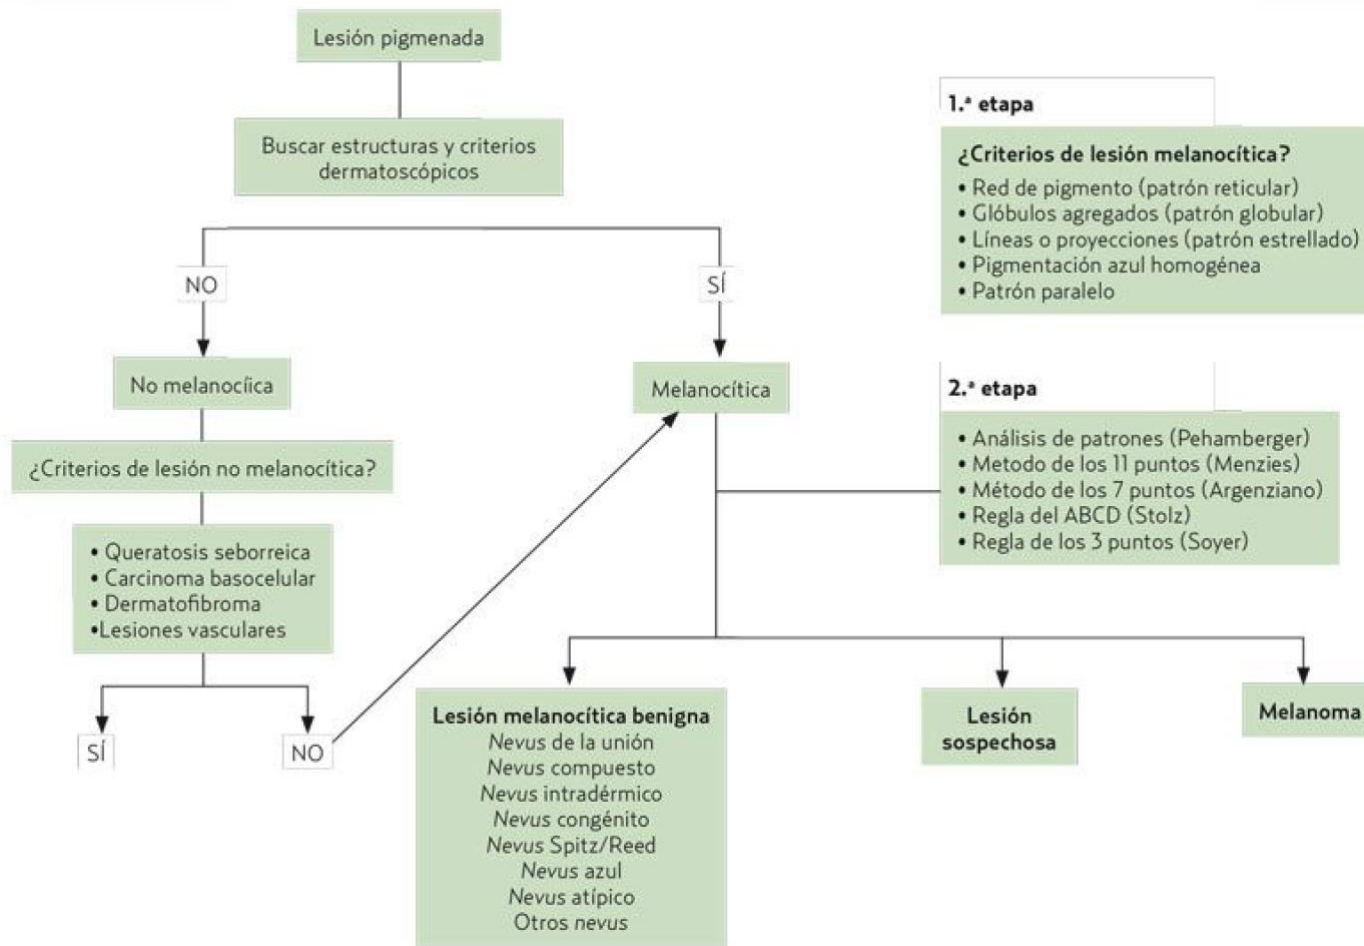 Lesión pigmenada
Buscar estructuras y criterios
dermatoscópicos
NO
SÍ
No melanocíica
¿Criterios de lesión no melanocítica?
• Queratosis seborreica
• Carcinoma basocelular
• Dermatofibroma
•Lesiones vasculares
SÍ
NO
Melanocítica
1.ª etapa
¿Criterios de lesión melanocítica?
• Red de pigmento (patrón reticular)
• Glóbulos agregados (patrón globular)
• Líneas o proyecciones (patrón estrellado)
• Pigmentación azul homogénea
• Patrón paralelo
2.ª etapa
• Análisis de patrones (Pehamberger)
• Metodo de los 11 puntos (Menzies)
• Método de los 7 puntos (Argenziano)
• Regla del ABCD (Stolz)
• Regla de los 3 puntos (Soyer)
Lesión melanocítica benigna
Nevus de la unión
Nevus compuesto
Nevus intradérmico
Nevus congénito
Nevus Spitz/Reed
Nevus azul
Nevus atípico
Otros nevus
Lesión
sospechosa
Melanoma